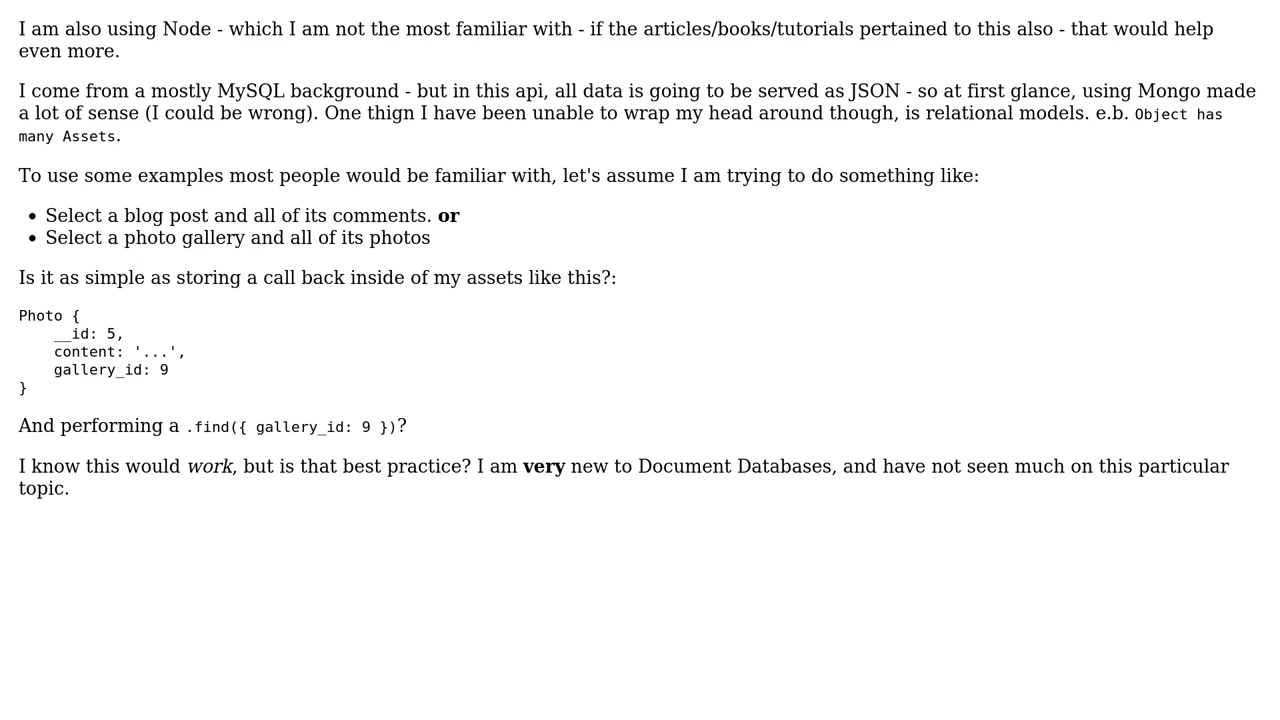 I am also using Node - which I am not the most familiar with - if the articles/books/tutorials pertained to this also - that would help
even more.
I come from a mostly MySQL background - but in this api, all data is going to be served as JSON - so at first glance, using Mongo made
a lot of sense (I could be wrong). One thign I have been unable to wrap my head around though, is relational models. e.b. Object has
many Assets.
To use some examples most people would be familiar with, let's assume I am trying to do something like:
• Select a blog post and all of its comments. or
• Select a photo gallery and all of its photos
Is it as simple as storing a call back inside of my assets like this?:
Photo {
    __id: 5,
    content: '...',
    gallery_id: 9
}
And performing a .find({ gallery_id: 9 })?
I know this would work, but is that best practice? I am very new to Document Databases, and have not seen much on this particular
topic.